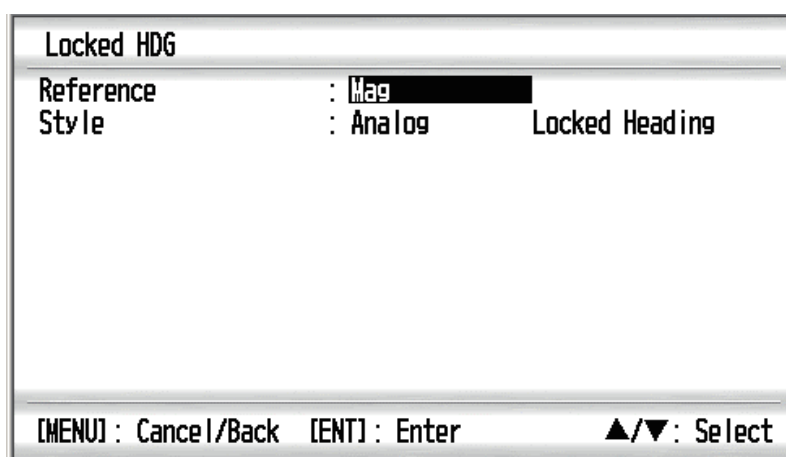 Locked HDG
Reference : Mag
Style : Analog Locked Heading
[MENU]: Cancel/Back [ENT]: Enter ▲/▼: Select